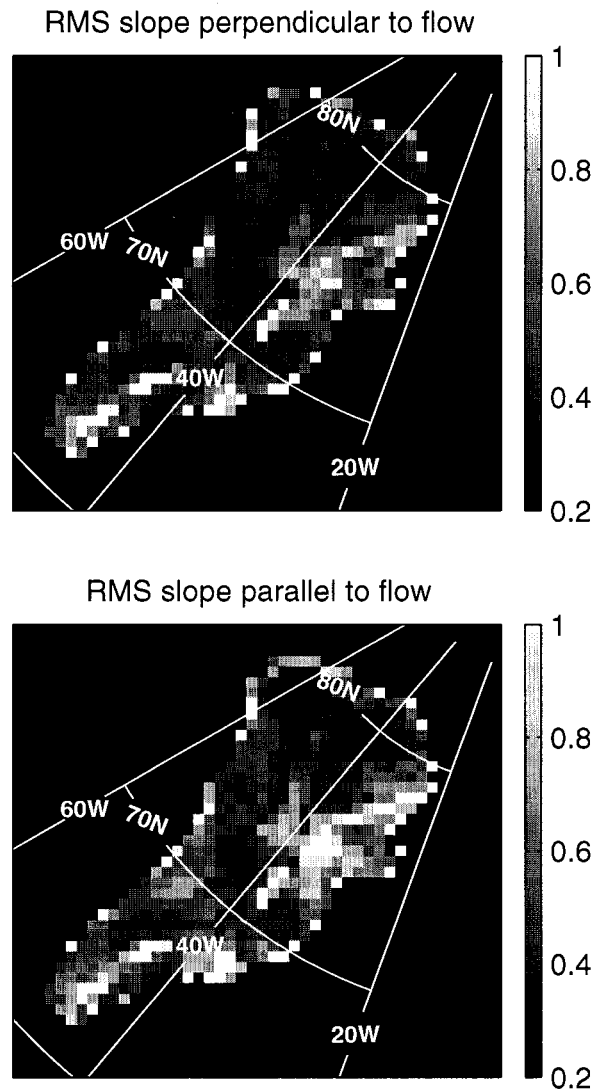 RMS slope perpendicular to flow
1
80N
0.8
60W
70N
0.6
40W
0.4
20W
0.2
RMS slope parallel to flow
1
80N
0.8
60W
70N
0.6
40W
0.4
20W
0.2